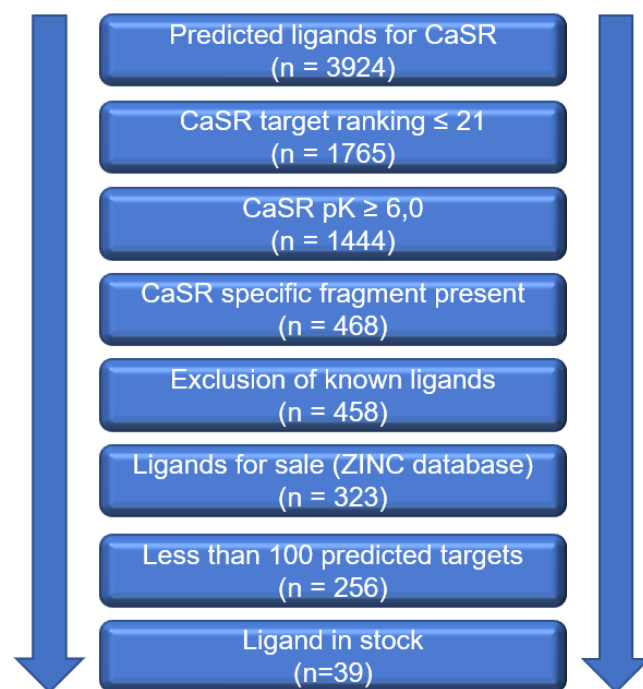 Predicted ligands for CaSR
(n = 3924)
CaSR target ranking ≤ 21
(n = 1765)
CaSR pK ≥ 6,0
(n = 1444)
CaSR specific fragment present
(n = 468)
Exclusion of known ligands
(n = 458)
Ligands for sale (ZINC database)
(n = 323)
Less than 100 predicted targets
(n = 256)
Ligand in stock
(n=39)